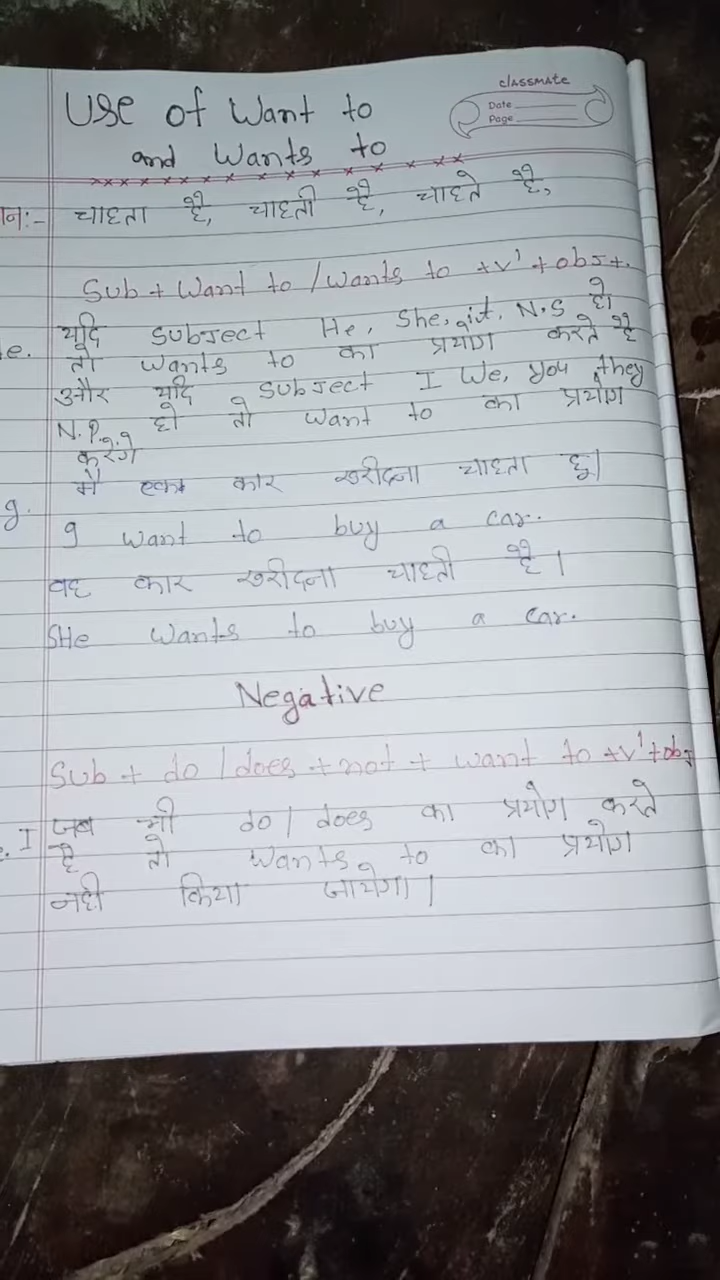 classmate
Date
Page
Use of Want to
and Wants to
ान:- चाहता है, चाहती है, चाहते है,
Sub + Want to / wants to + v¹ + obj.
यदि subject He, She, it, N.S हो
e. तो wants to का प्रयोग करते है
और यदि subject I We, you they
N.P. हो तो want to का प्रयोग
करेंगे
मै एक कार खरीदना चाहता हू।
g. I want to buy a car.
वह कार खरीदना चाहती है।
SHe wants to buy a car.
Negative
Sub + do / does + not + want to + v¹ + obj
. I जब भी do / does का प्रयोग करते
है तो wants to का प्रयोग
नही किया जायेगा।